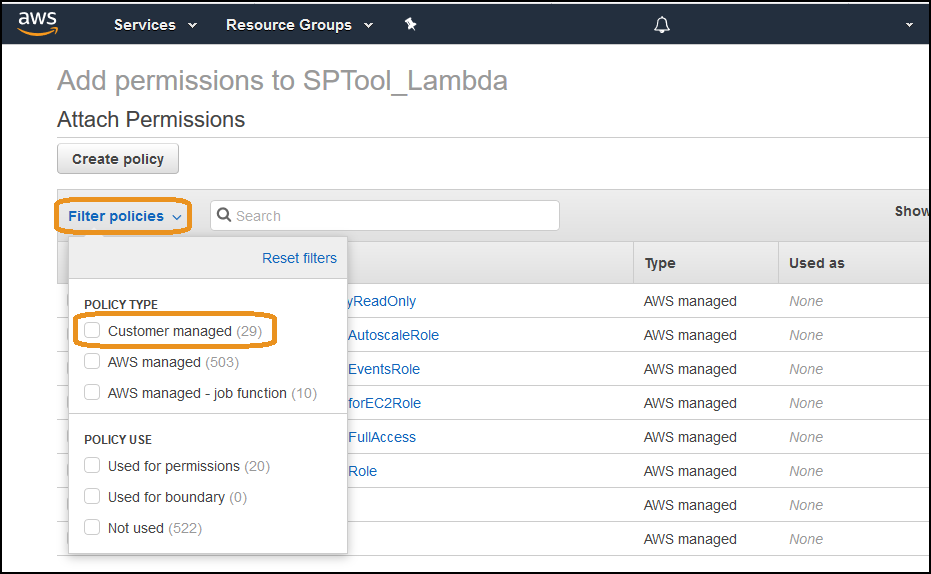 aws Services Resource Groups
Add permissions to SPTool_Lambda
Attach Permissions
Create policy
Filter policies Search Show
Reset filters Type Used as
POLICY TYPE yReadOnly AWS managed None
Customer managed (29) AutoscaleRole AWS managed None
AWS managed (503) EventsRole AWS managed None
AWS managed - job function (10) forEC2Role AWS managed None
POLICY USE FullAccess AWS managed None
Used for permissions (20) Role AWS managed None
Used for boundary (0) AWS managed None
Not used (522) AWS managed None